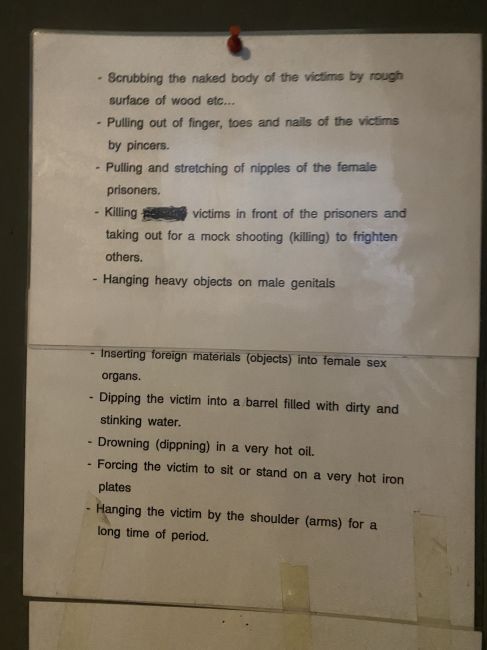 - Scrubbing the naked body of the victims by rough
surface of wood etc...
- Pulling out of finger, toes and nails of the victims
by pincers.
- Pulling and stretching of nipples of the female
prisoners.
- Killing victims in front of the prisoners and
taking out for a mock shooting (killing) to frighten
others.
- Hanging heavy objects on male genitals
- Inserting foreign materials (objects) into female sex
organs.
- Dipping the victim into a barrel filled with dirty and
stinking water.
- Drowning (dippning) in a very hot oil.
- Forcing the victim to sit or stand on a very hot iron
plates
- Hanging the victim by the shoulder (arms) for a
long time of period.